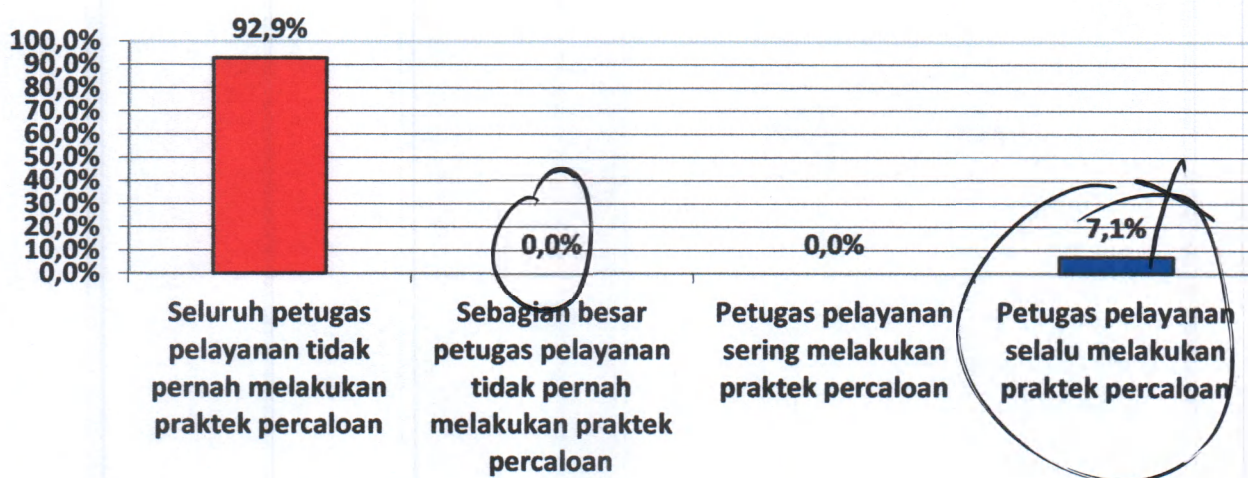 92,9%
100,0%
90,0%
80,0%
70,0%
60,0%
50,0%
40,0%
30,0%
20,0%
10,0%
0,0%
0,0%
0,0%
7,1%
Seluruh petugas
pelayanan tidak
pernah melakukan
praktek percaloan
Sebagian besar
petugas pelayanan
tidak pernah
melakukan praktek
percaloan
Petugas pelayanan
sering melakukan
praktek percaloan
Petugas pelayanan
selalu melakukan
praktek percaloan